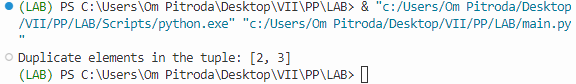 (LAB) PS C:\Users\Om Pitroda\Desktop\VII\PP\LAB> & "c:/Users/Om Pitroda/Desktop
/VII/PP/LAB/Scripts/python.exe" "c:/Users/Om Pitroda/Desktop/VII/PP/LAB/main.py
"
Duplicate elements in the tuple: [2, 3]
(LAB) PS C:\Users\Om Pitroda\Desktop\VII\PP\LAB>